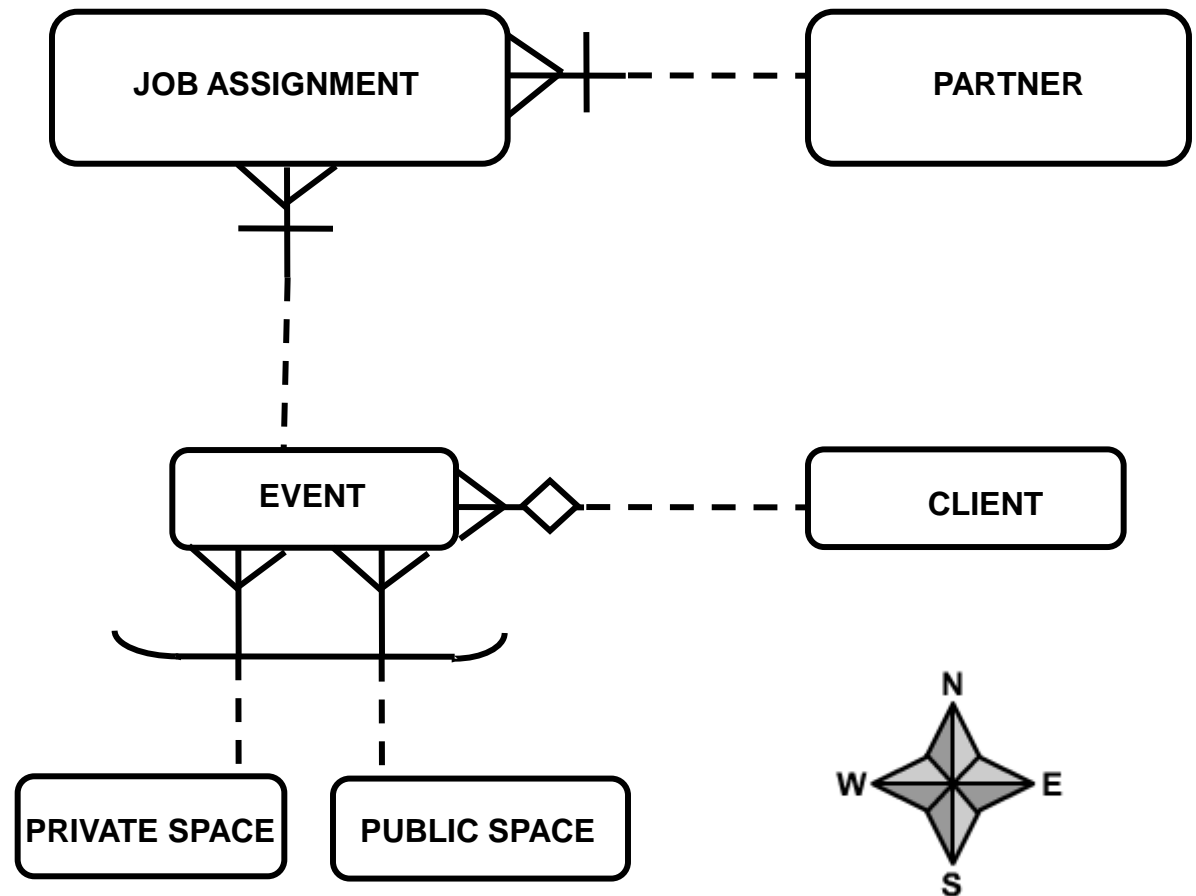 JOB ASSIGNMENT
PARTNER
EVENT
CLIENT
PRIVATE SPACE
PUBLIC SPACE
N
W
E
S